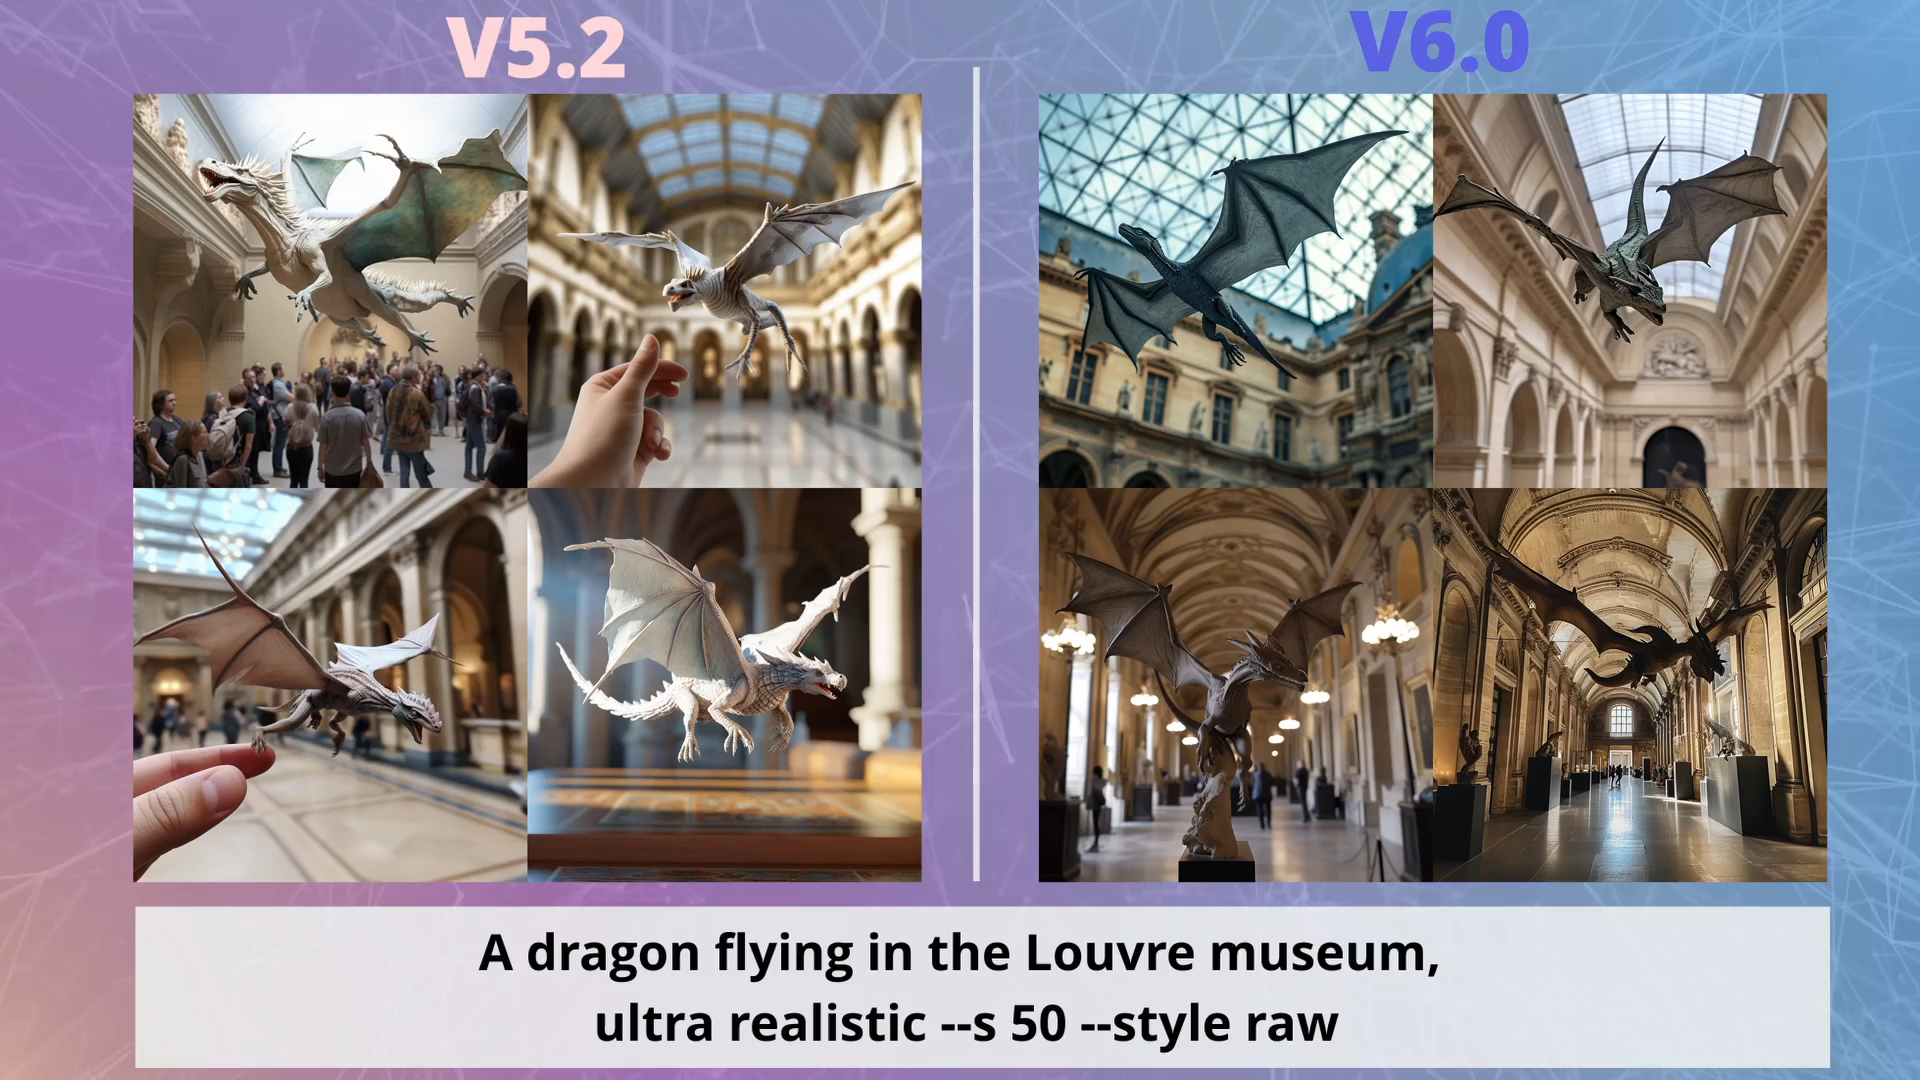 V5.2
V6.0
A dragon flying in the Louvre museum,
ultra realistic --s 50 --style raw